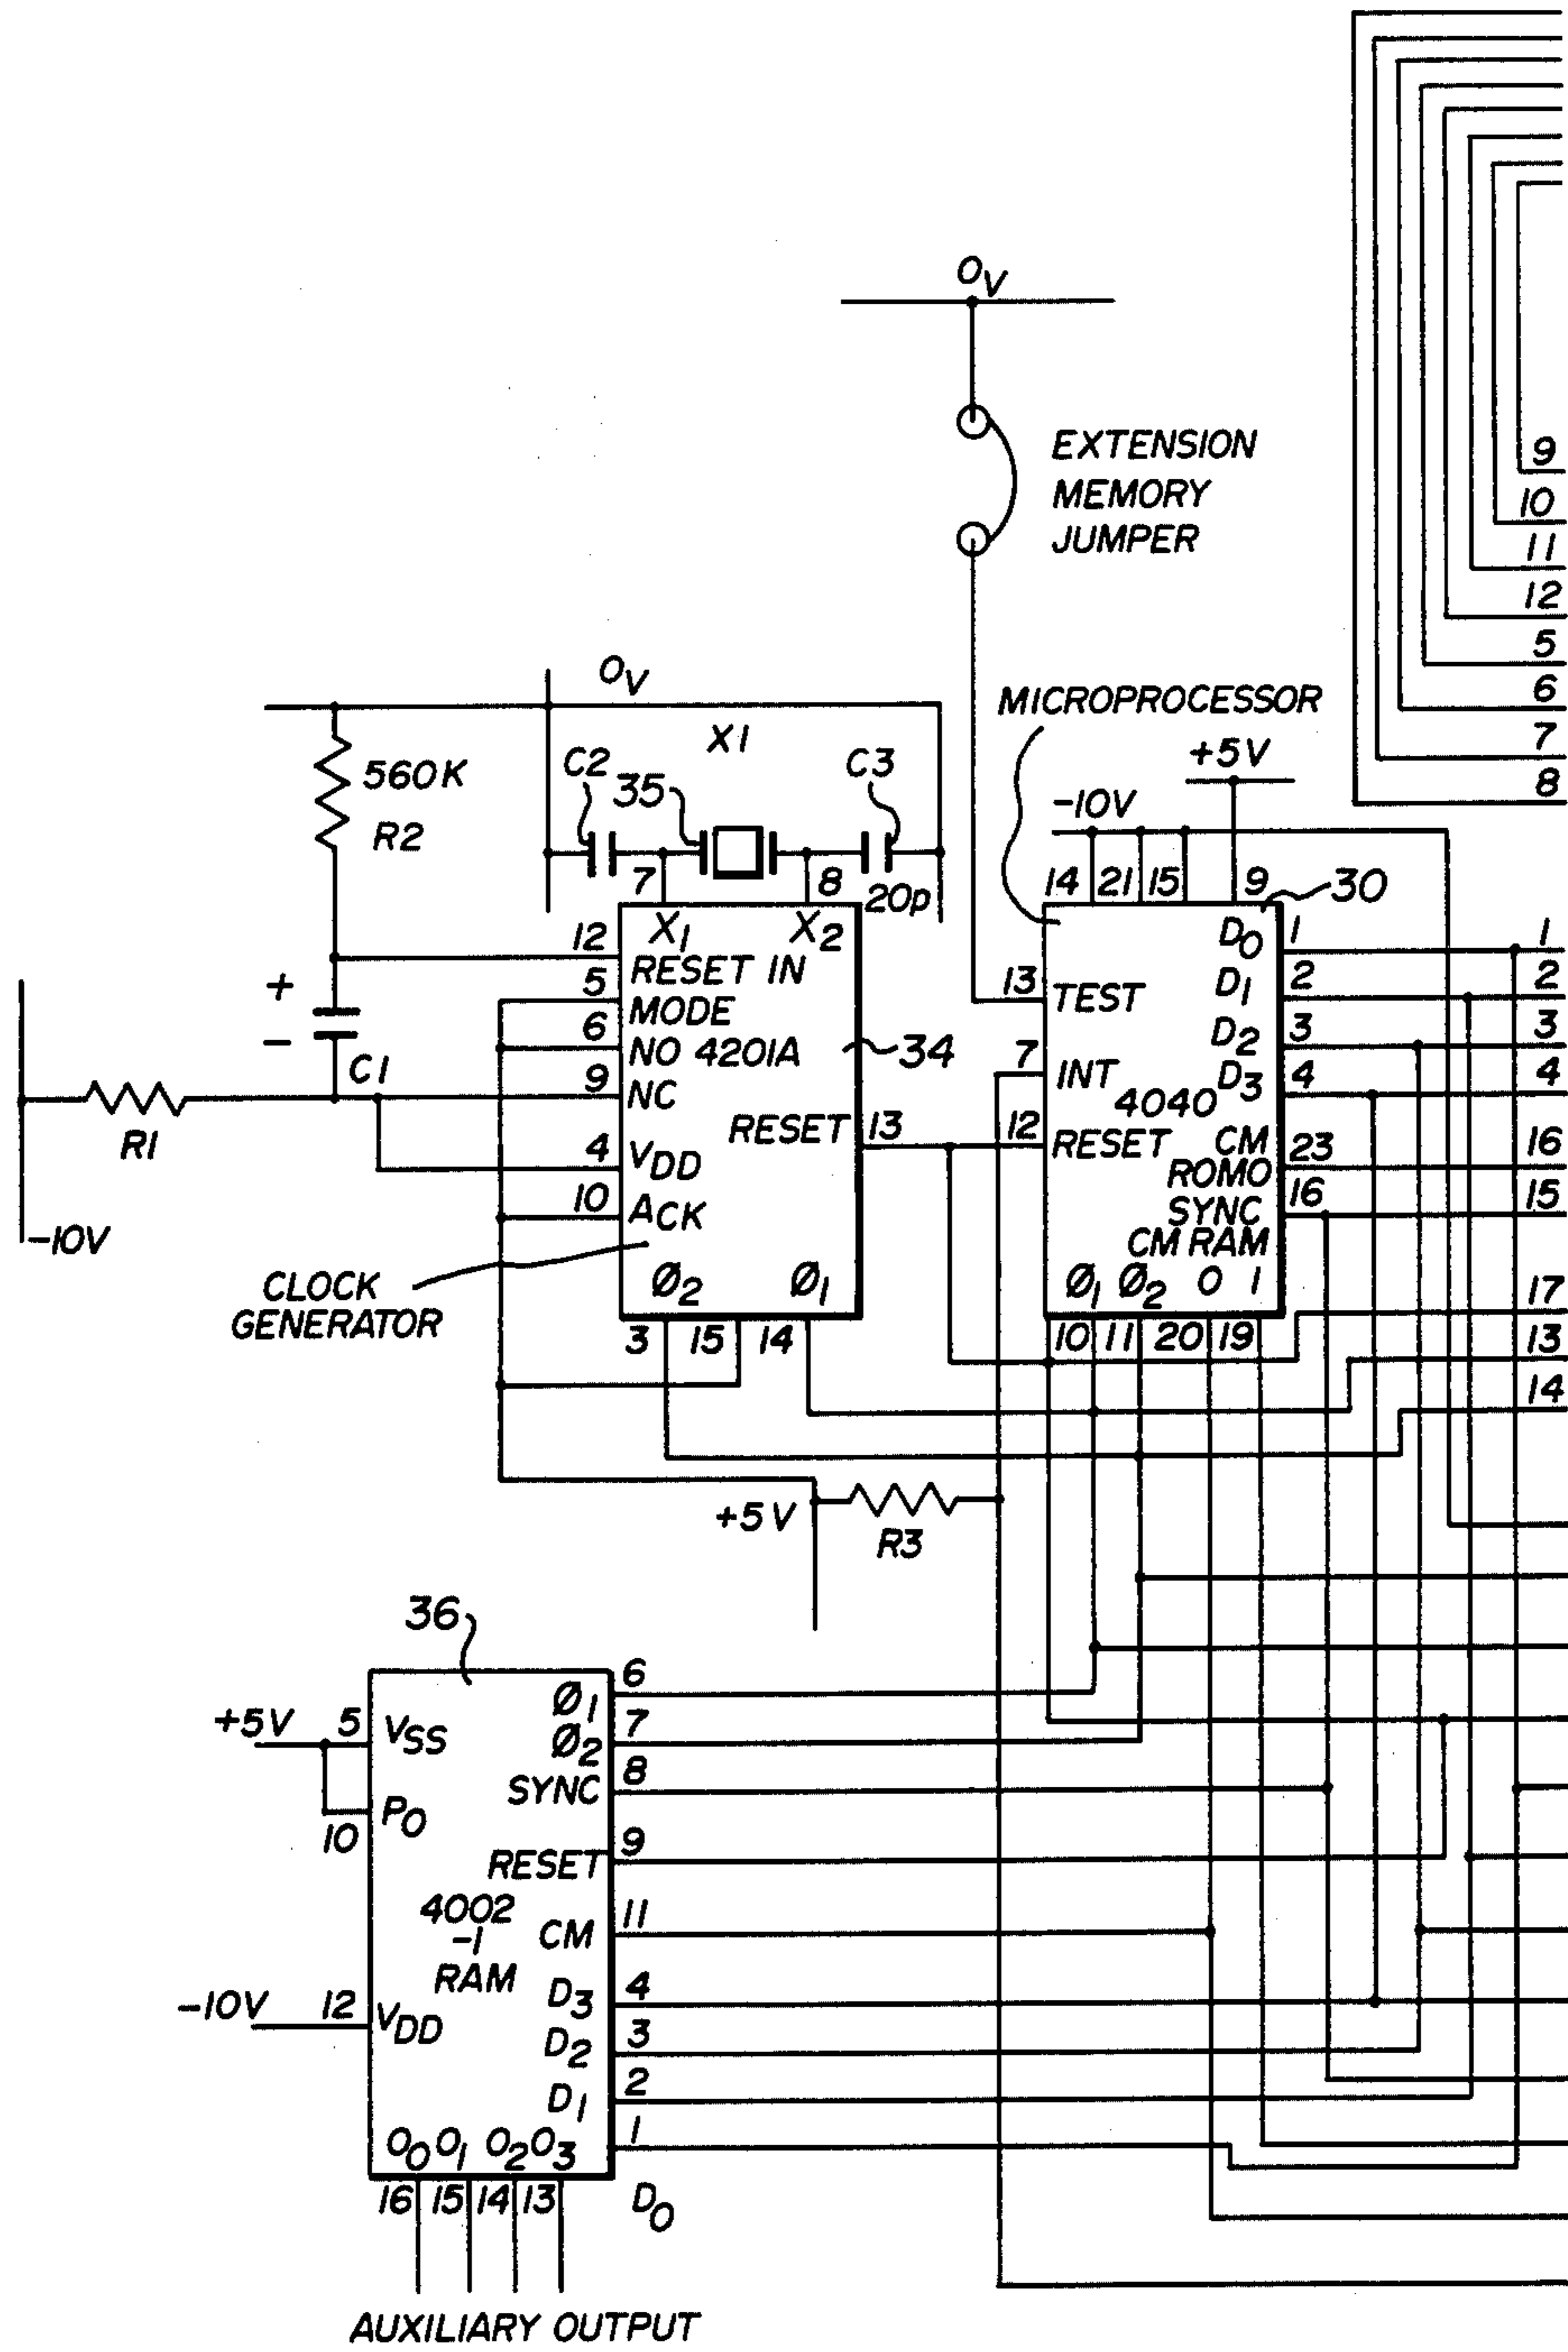 0V
EXTENSION
MEMORY
JUMPER
9
10
11
12
5
6
7
8
0V
X1
560K
R2
C2
35
C3
20p
7
8
MICROPROCESSOR
+5V
-10V
14 21 15 9
30
+
-
C1
R1
-10V
12
5
6
9
4
10
X1 X2
RESET IN
MODE
NO 4201A
NC
RESET
VDD
ACK
Ø2 Ø1
34
13
3 15 14
CLOCK
GENERATOR
13
7
12
TEST
INT
RESET
D0
D1
D2
D3
4040
CM
ROMO
SYNC
CM RAM
Ø1 Ø2 0 1
1
2
3
4
23
16
10 11 20 19
1
2
3
4
16
15
17
13
14
+5V
R3
36
+5V
5
10
-10V
12
VSS
P0
VDD
Ø1
Ø2
SYNC
RESET
4002
-1
RAM
CM
D3
D2
D1
O0 O1 O2 O3
6
7
8
9
11
4
3
2
1
D0
16 15 14 13
AUXILIARY OUTPUT